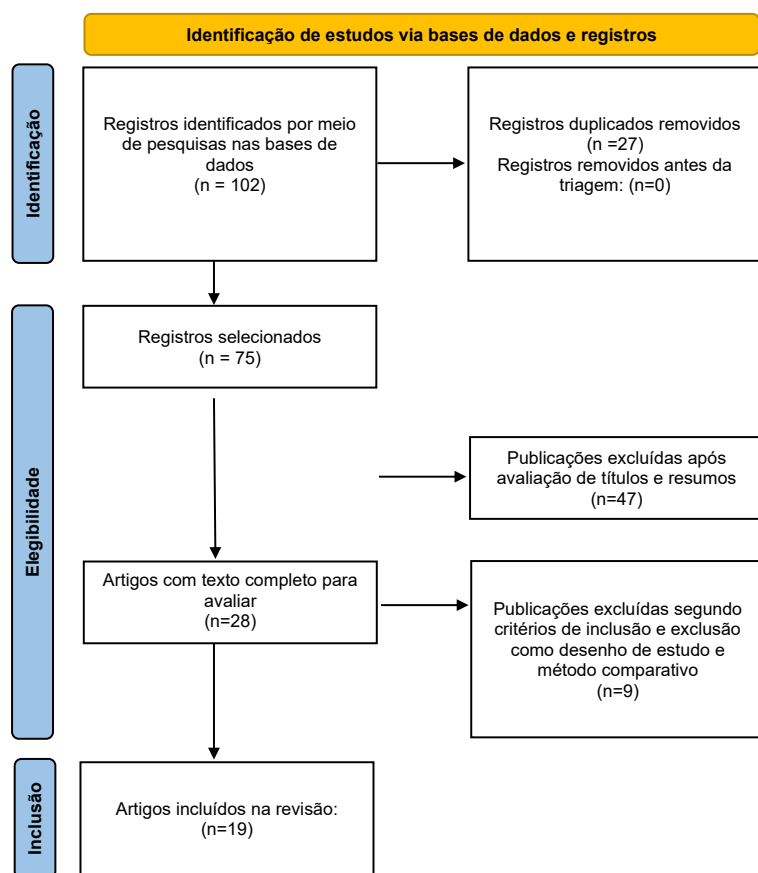 Identificação de estudos via bases de dados e registros
Identificação
Registros identificados por meio
de pesquisas nas bases de
dados
(n = 102)
Registros duplicados removidos
(n =27)
Registros removidos antes da
triagem: (n=0)
Elegibilidade
Registros selecionados
(n = 75)
Publicações excluídas após
avaliação de títulos e resumos
(n=47)
Artigos com texto completo para
avaliar
(n=28)
Publicações excluídas segundo
critérios de inclusão e exclusão
como desenho de estudo e
método comparativo
(n=9)
Inclusão
Artigos incluídos na revisão:
(n=19)